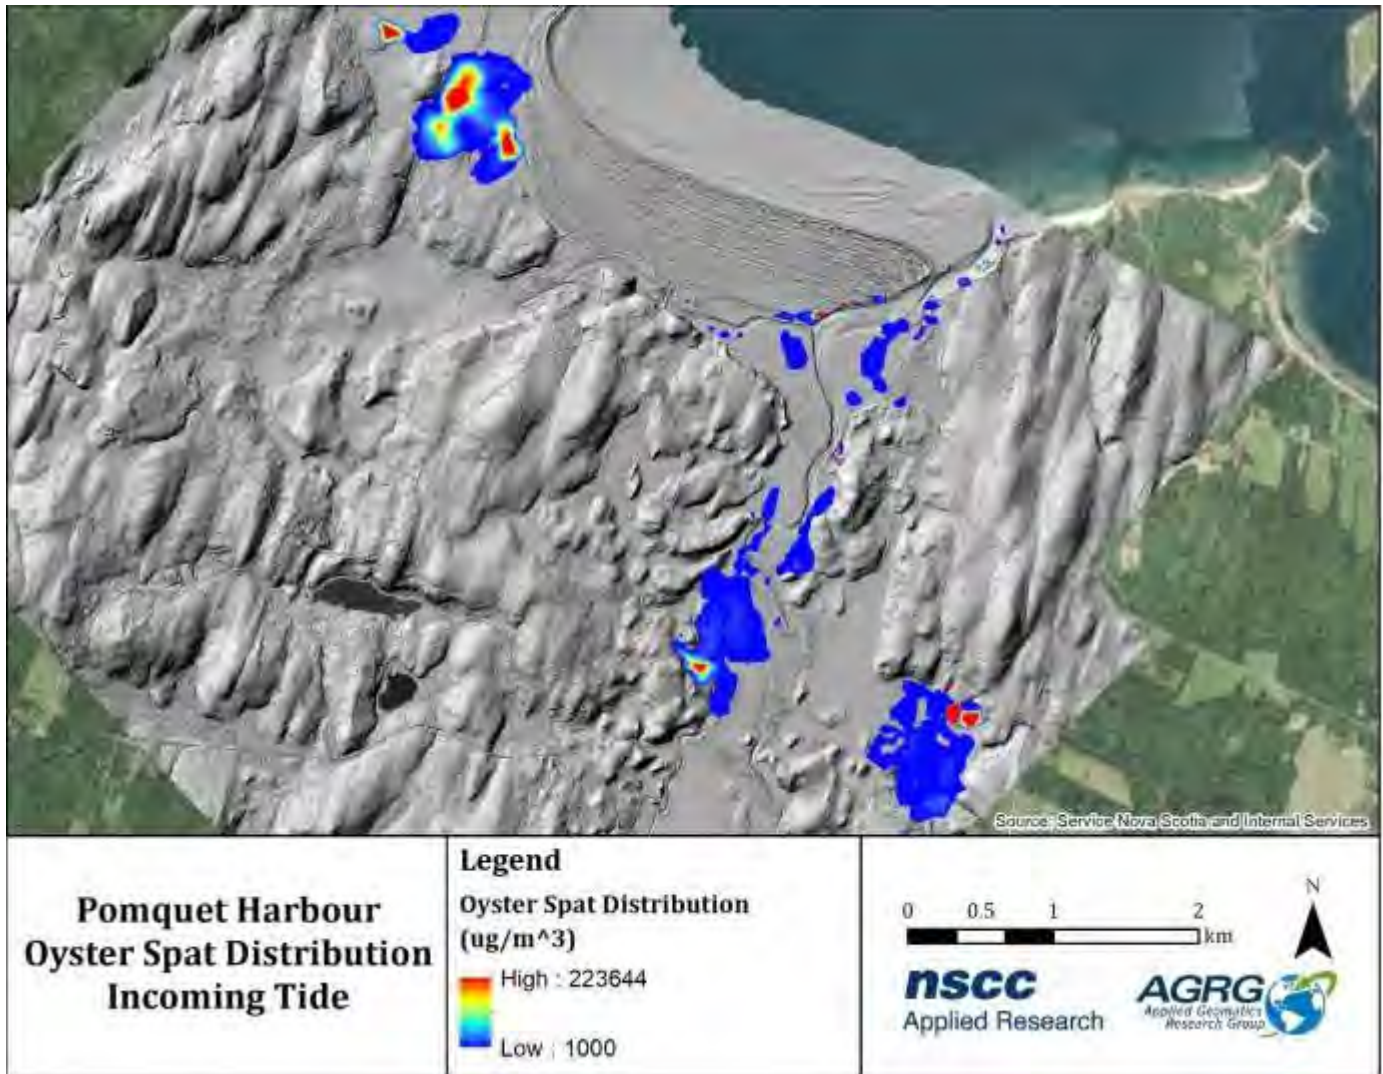 Source: Service Nova Scotia and Internal Services
Pomquet Harbour
Oyster Spat Distribution
Incoming Tide
Legend
Oyster Spat Distribution
(ug/m^3)
High : 223644
Low : 1000
0 0.5 1 2
km
N
nscc
Applied Research
AGRG
Applied Geomatics
Research Group